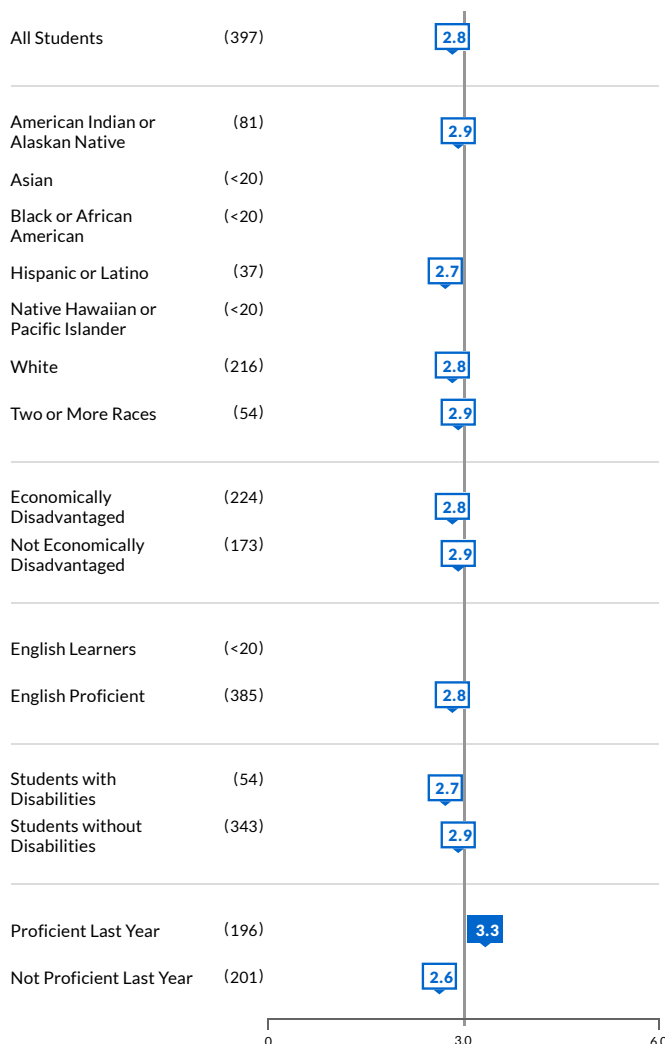 All Students (397) 2.8
American Indian or (81)
Alaskan Native 2.9
Asian (<20)
Black or African (<20)
American
Hispanic or Latino (37) 2.7
Native Hawaiian or (<20)
Pacific Islander
White (216) 2.8
Two or More Races (54) 2.9
Economically (224)
Disadvantaged 2.8
Not Economically (173)
Disadvantaged 2.9
English Learners (<20)
English Proficient (385) 2.8
Students with (54)
Disabilities 2.7
Students without (343)
Disabilities 2.9
Proficient Last Year (196) 3.3
Not Proficient Last Year (201) 2.6
0 3.0 6.0